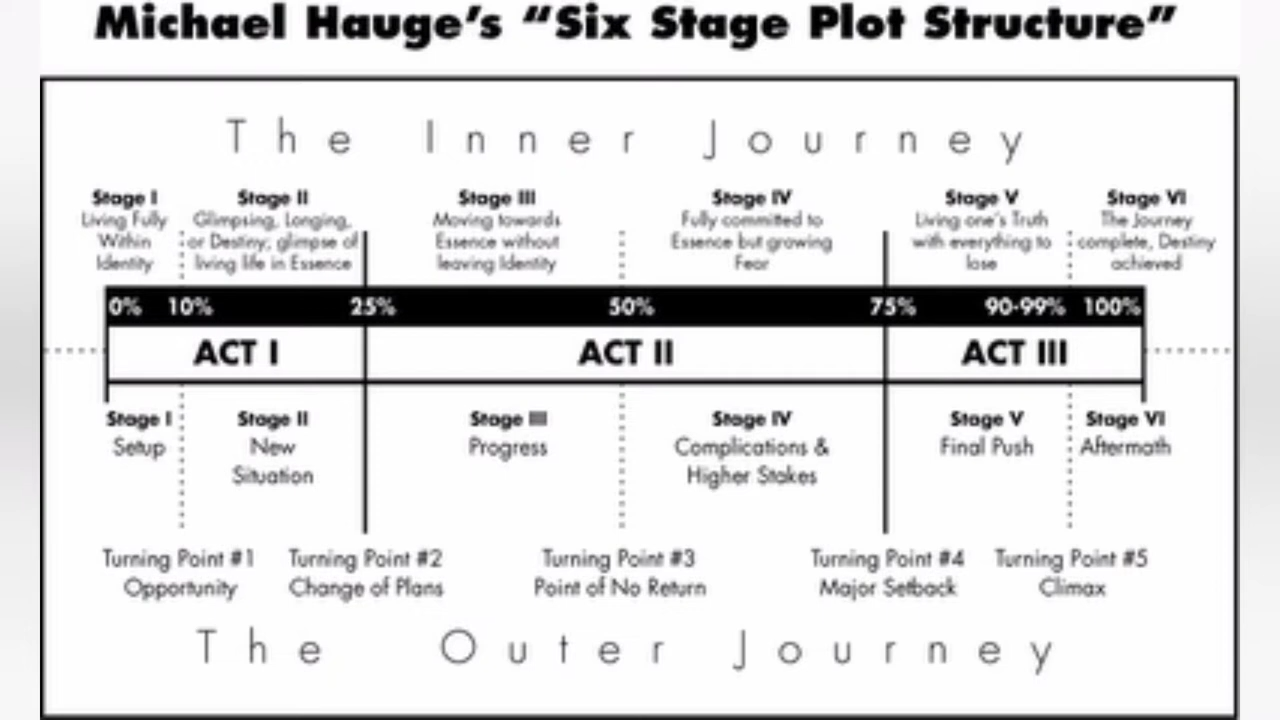 Michael Hauge's “Six Stage Plot Structure”
The Inner Journey
Stage I
Living Fully
Within
Identity
Stage II
Glimpsing, Longing,
or Destiny; glimpse of
living life in Essence
Stage III
Moving towards
Essence without
leaving Identity
Stage IV
Fully committed to
Essence but growing
Fear
Stage V
Living one's Truth
with everything to
lose
Stage VI
The Journey
complete, Destiny
achieved
0% 10% 25% 50% 75% 90-99% 100%
ACT I ACT II ACT III
Stage I
Setup
Stage II
New
Situation
Stage III
Progress
Stage IV
Complications &
Higher Stakes
Stage V
Final Push
Stage VI
Aftermath
Turning Point #1
Opportunity
Turning Point #2
Change of Plans
Turning Point #3
Point of No Return
Turning Point #4
Major Setback
Turning Point #5
Climax
The Outer Journey